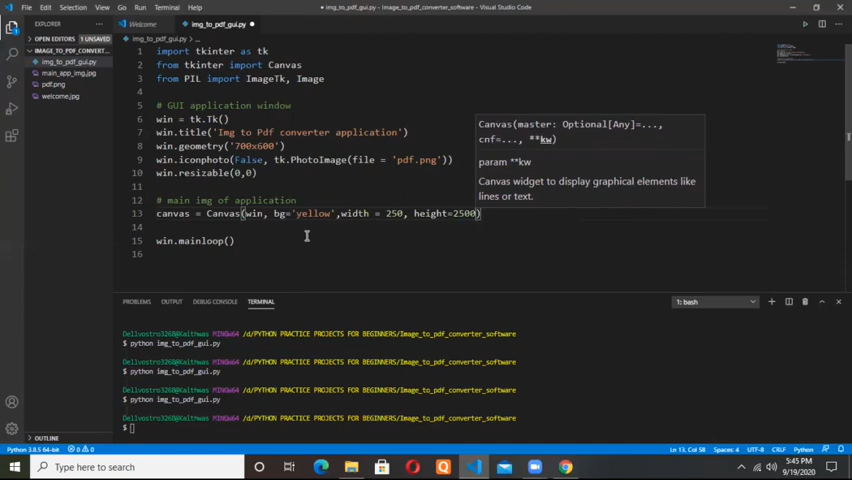 File Edit Selection View Go Run Terminal Help
● img_to_pdf_gui.py - image_to_pdf_converter_software - Visual Studio Code
EXPLORER
OPEN EDITORS 1 UNSAVED
IMAGE_TO_PDF_CONVERT...
img_to_pdf_gui.py
main_app_img.jpg
pdf.png
welcome.jpg
OUTLINE
Welcome
img_to_pdf_gui.py ●
img_to_pdf_gui.py > ...
1 import tkinter as tk
2 from tkinter import Canvas
3 from PIL import ImageTk, Image
4
5 # GUI application window
6 win = tk.Tk()
7 win.title('Img to Pdf converter application')
8 win.geometry('700x600')
9 win.iconphoto(False, tk.PhotoImage(file = 'pdf.png'))
10 win.resizable(0,0)
11
12 # main img of application
13 canvas = Canvas(win, bg='yellow',width = 250, height=2500)
14
15 win.mainloop()
16
Canvas(master: Optional[Any]=...,
cnf=..., **kw)
param **kw
Canvas widget to display graphical elements like
lines or text.
PROBLEMS OUTPUT DEBUG CONSOLE TERMINAL
1: bash
Dellvostro3268@Kaithwas MINGW64 /d/PYTHON PRACTICE PROJECTS FOR BEGINNERS/Image_to_pdf_converter_software
$ python img_to_pdf_gui.py
Dellvostro3268@Kaithwas MINGW64 /d/PYTHON PRACTICE PROJECTS FOR BEGINNERS/Image_to_pdf_converter_software
$ python img_to_pdf_gui.py
Dellvostro3268@Kaithwas MINGW64 /d/PYTHON PRACTICE PROJECTS FOR BEGINNERS/Image_to_pdf_converter_software
$ python img_to_pdf_gui.py
Dellvostro3268@Kaithwas MINGW64 /d/PYTHON PRACTICE PROJECTS FOR BEGINNERS/Image_to_pdf_converter_software
$
Python 3.8.5 64-bit 0 0
Ln 13, Col 58 Spaces: 4 UTF-8 CRLF Python
Type here to search
5:45 PM
9/19/2020